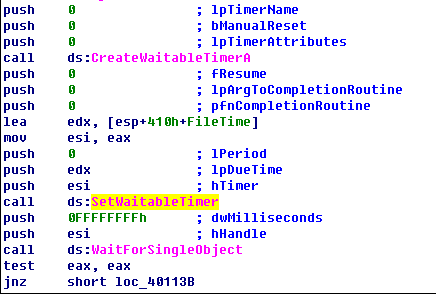 push 0 ; lpTimerName
push 0 ; bManualReset
push 0 ; lpTimerAttributes
call ds:CreateWaitableTimerA
push 0 ; fResume
push 0 ; lpArgToCompletionRoutine
push 0 ; pfnCompletionRoutine
lea edx, [esp+410h+FileTime]
mov esi, eax
push 0 ; lPeriod
push edx ; lpDueTime
push esi ; hTimer
call ds:SetWaitableTimer
push 0FFFFFFFFh ; dwMilliseconds
push esi ; hHandle
call ds:WaitForSingleObject
test eax, eax
jnz short loc_40113B